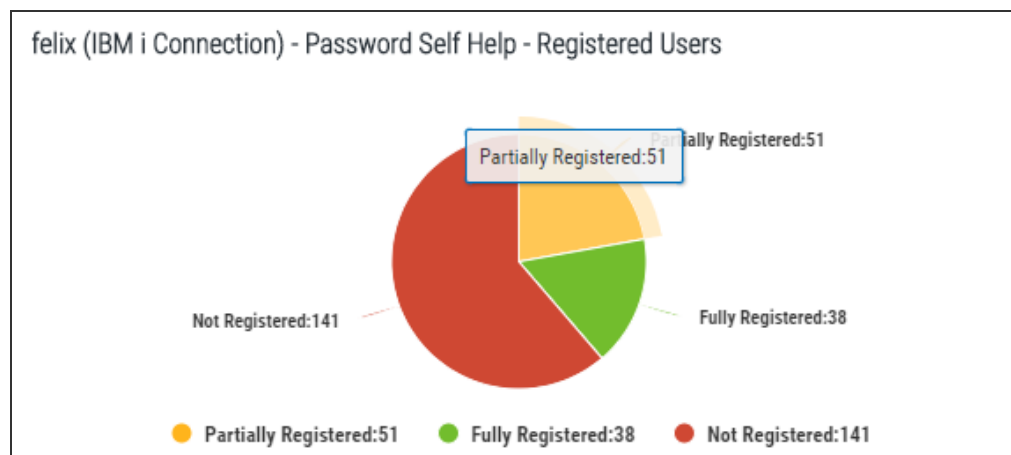 felix (IBM i Connection) - Password Self Help - Registered Users
Partially Registered:51
Partially Registered:51
Not Registered:141
Fully Registered:38
Partially Registered:51
Fully Registered:38
Not Registered:141